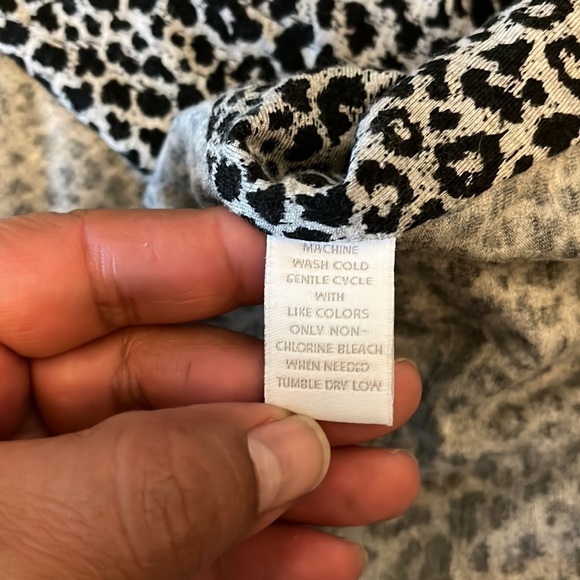 MACHINE
WASH COLD
GENTLE CYCLE
WITH
LIKE COLORS
ONLY NON-
CHLORINE BLEACH
WHEN NEEDED
TUMBLE DRY LOW